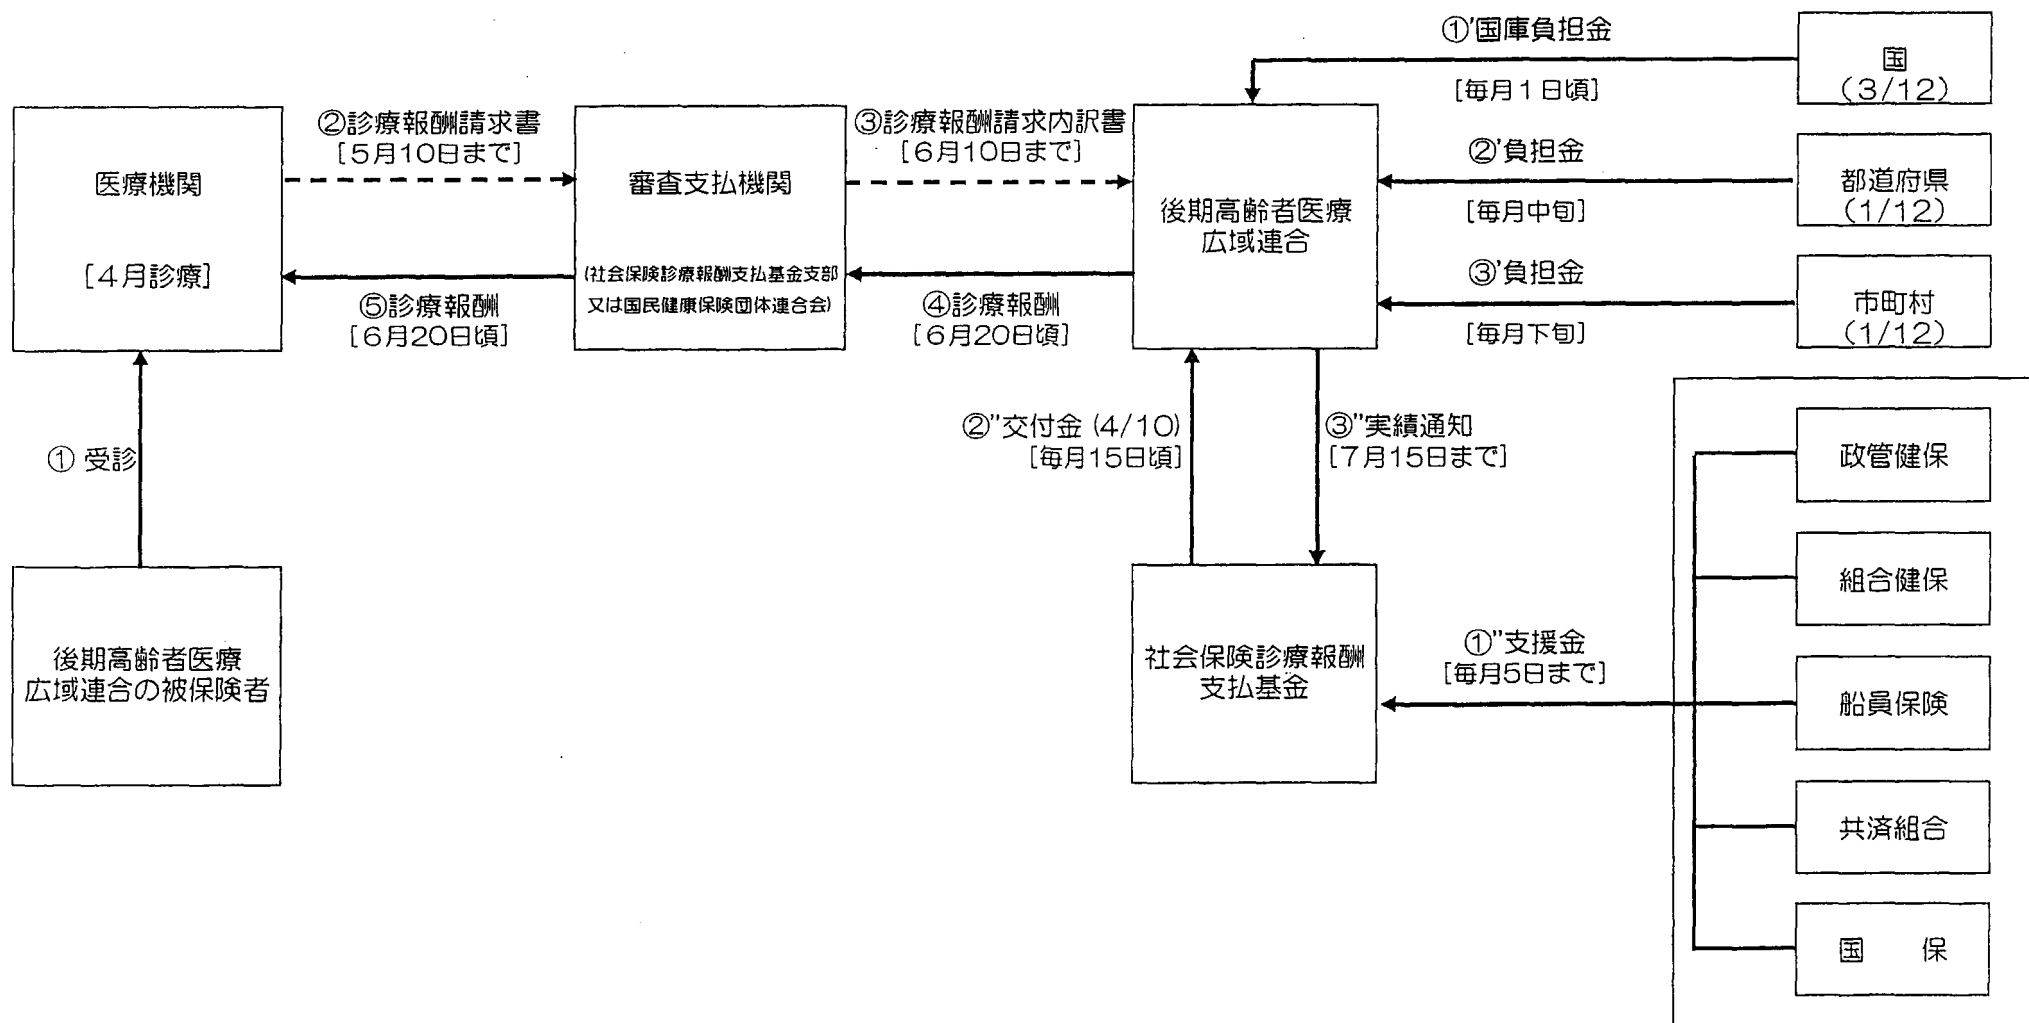 ①'国庫負担金
[毎月1日頃]
国
(3/12)
②診療報酬請求書
[5月10日まで]
③診療報酬請求内訳書
[6月10日まで]
②'負担金
[毎月中旬]
都道府県
(1/12)
医療機関
[4月診療]
審査支払機関
(社会保険診療報酬支払基金支部
又は国民健康保険団体連合会)
後期高齢者医療
広域連合
③'負担金
[毎月下旬]
市町村
(1/12)
⑤診療報酬
[6月20日頃]
④診療報酬
[6月20日頃]
① 受診
②”交付金(4/10)
[毎月15日頃]
③”実績通知
[7月15日まで]
政管健保
組合健保
後期高齢者医療
広域連合の被保険者
社会保険診療報酬
支払基金
①”支援金
[毎月5日まで]
船員保険
共済組合
国 保